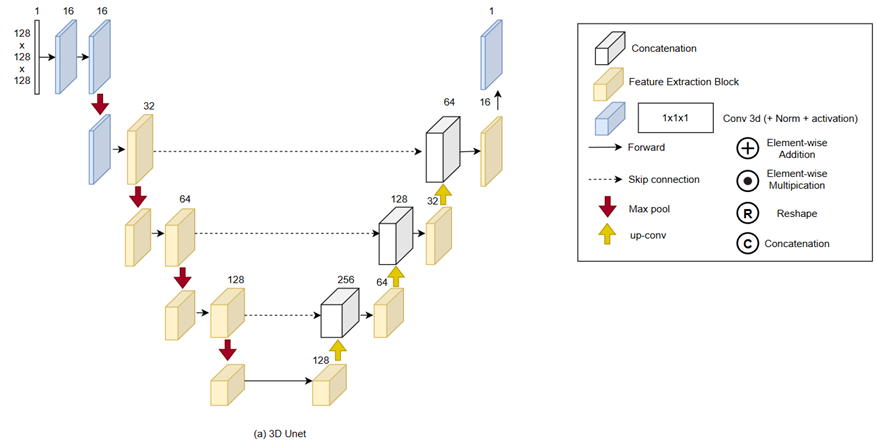 1
16
16
128
x
128
x
128
32
64
128
128
256
64
128
32
64
16
1
Concatenation
Feature Extraction Block
1x1x1
Conv 3d (+ Norm + activation)
Forward
Skip connection
Max pool
up-conv
Element-wise
Addition
Element-wise
Multipication
R
Reshape
C
Concatenation
(a) 3D Unet